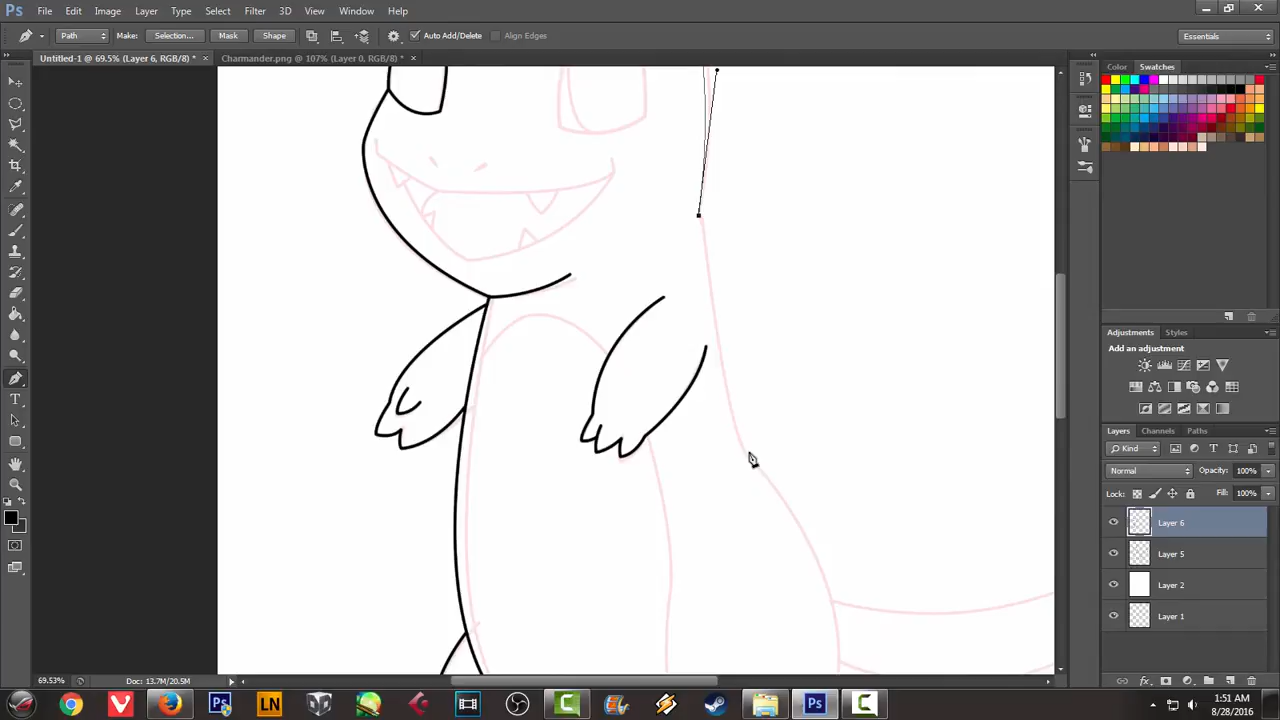 Ps File Edit Image Layer Type Select Filter 3D View Window Help
Path Make: Selection... Mask Shape Auto Add/Delete Align Edges Essentials
Untitled-1 @ 69.5% (Layer 6, RGB/8) * × Charmander.png @ 107% (Layer 0, RGB/8) * ×
Color Swatches
Adjustments Styles
Add an adjustment
Layers Channels Paths
Kind
Normal Opacity: 100%
Lock: Fill: 100%
Layer 6
Layer 5
Layer 2
Layer 1
69.53% Doc: 13.7M/20.5M
Ps LN Ps
1:51 AM
8/28/2016